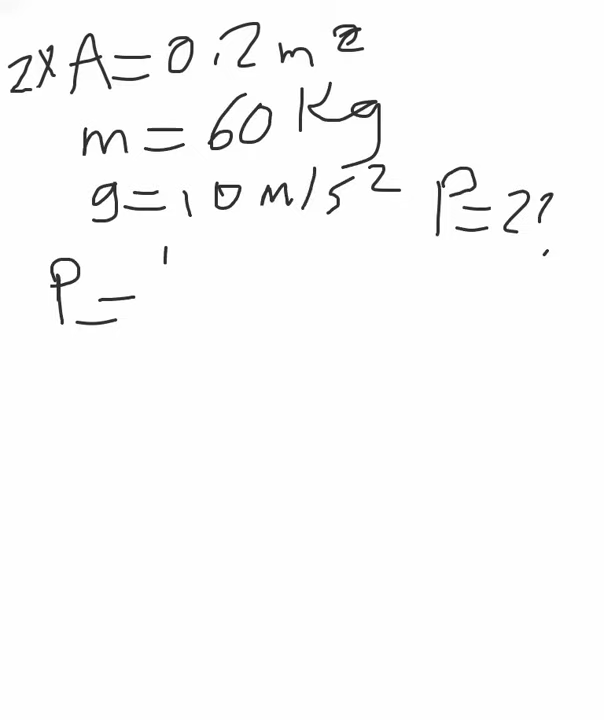 2x A = 0.2 m²
m = 60 Kg
g = 10 m/s² P = ??
P = '